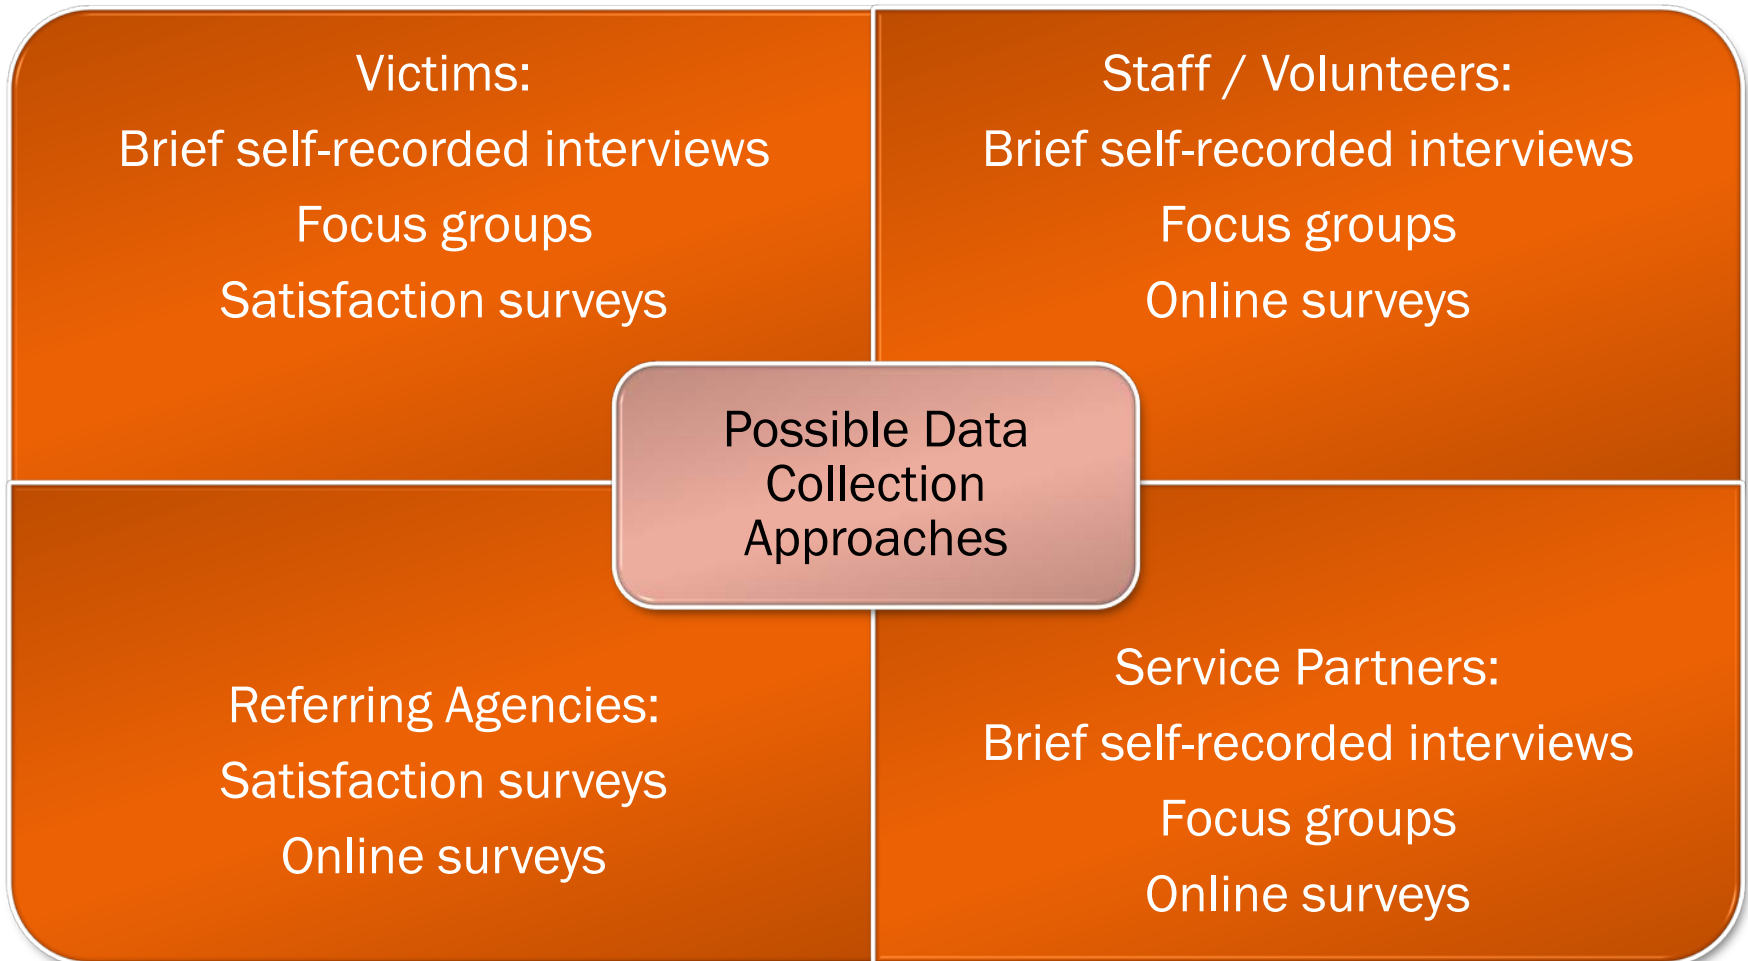 Victims:
Brief self-recorded interviews
Focus groups
Satisfaction surveys
Staff / Volunteers:
Brief self-recorded interviews
Focus groups
Online surveys
Possible Data
Collection
Approaches
Referring Agencies:
Satisfaction surveys
Online surveys
Service Partners:
Brief self-recorded interviews
Focus groups
Online surveys